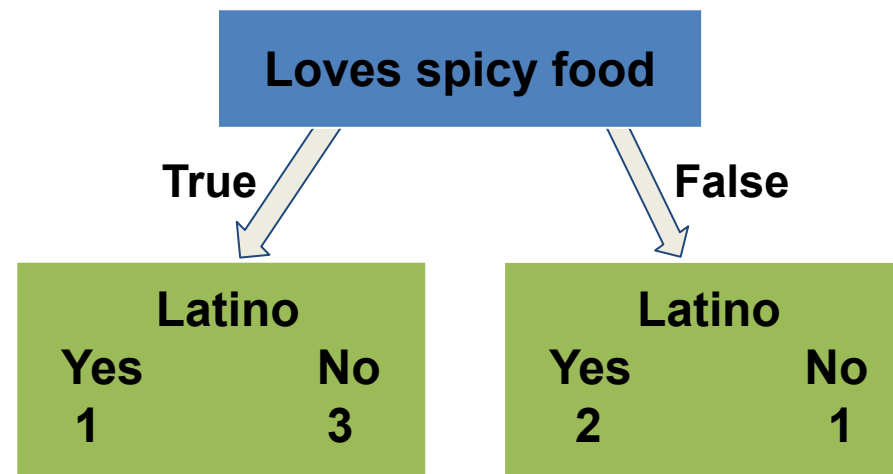 Loves spicy food
True False
Latino
Yes No
1 3
Latino
Yes No
2 1